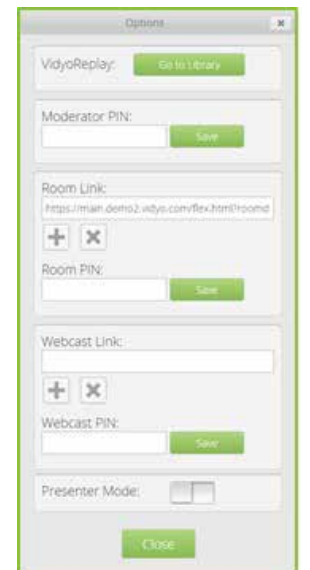 Options
VidyoReplay: Go to Library
Moderator PIN:
Save
Room Link:
https://main.demo2.vidyo.com/flex.html?roomd
Room PIN:
Save
Webcast Link:
Webcast PIN:
Save
Presenter Mode:
Close